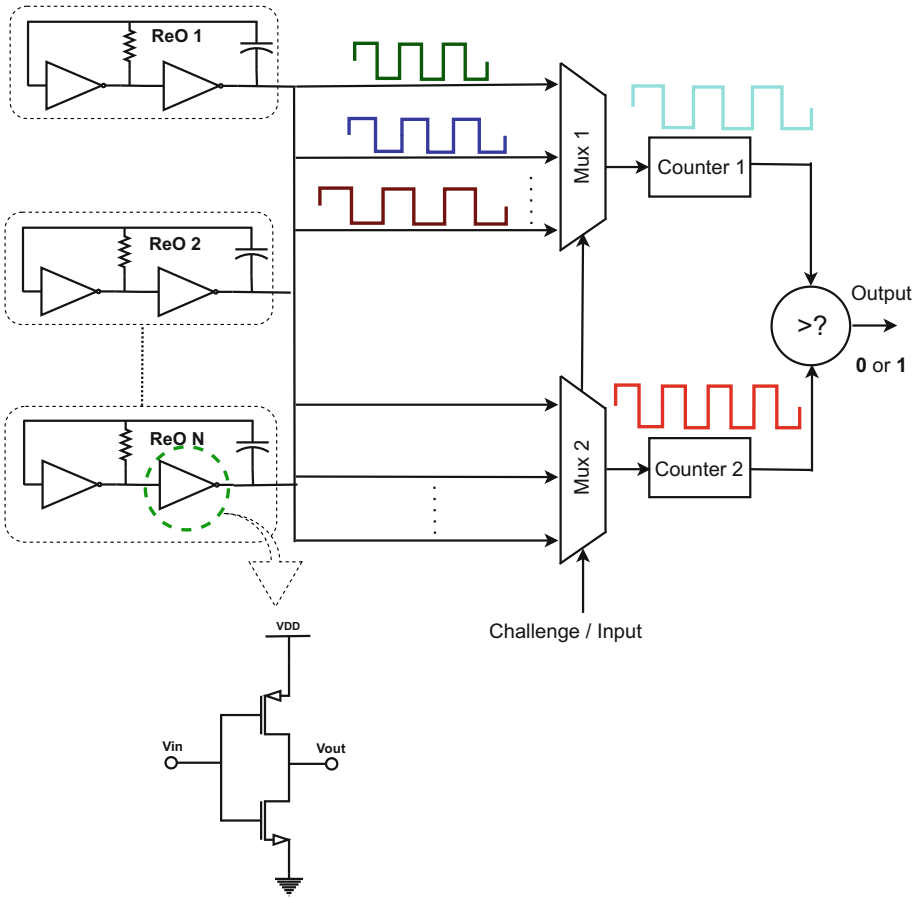 ReO 1
Mux 1
Counter 1
ReO 2
>?
Output
0 or 1
ReO N
Mux 2
Counter 2
Challenge / Input
VDD
Vin
Vout